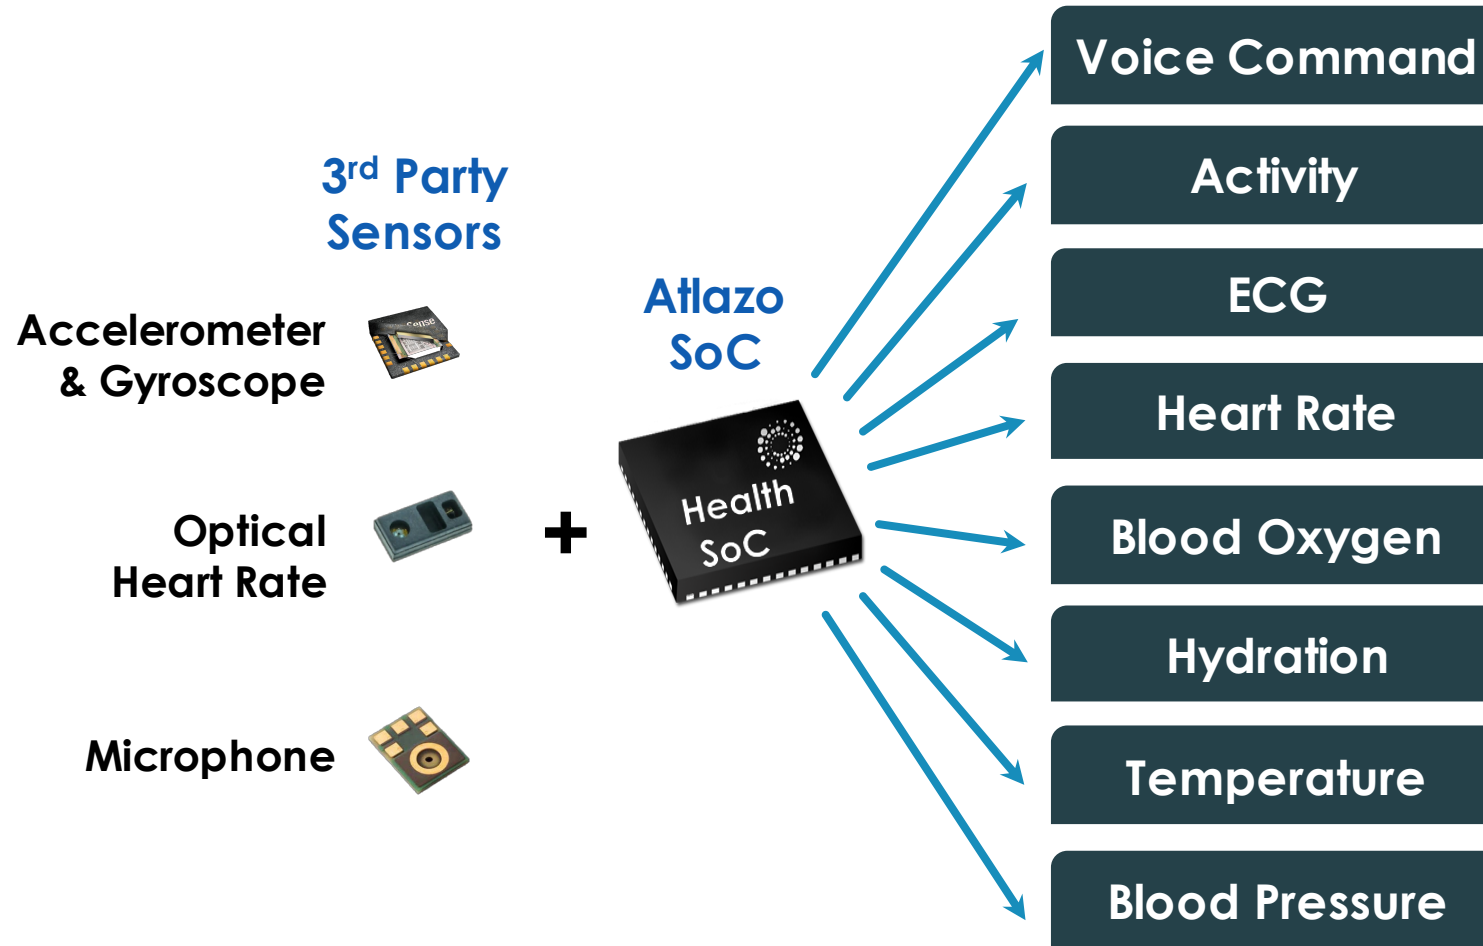 3rd Party
Sensors
Accelerometer
& Gyroscope
Sense
Optical
Heart Rate
Microphone
+
Atlazo
SoC
Health
SoC
Voice Command
Activity
ECG
Heart Rate
Blood Oxygen
Hydration
Temperature
Blood Pressure